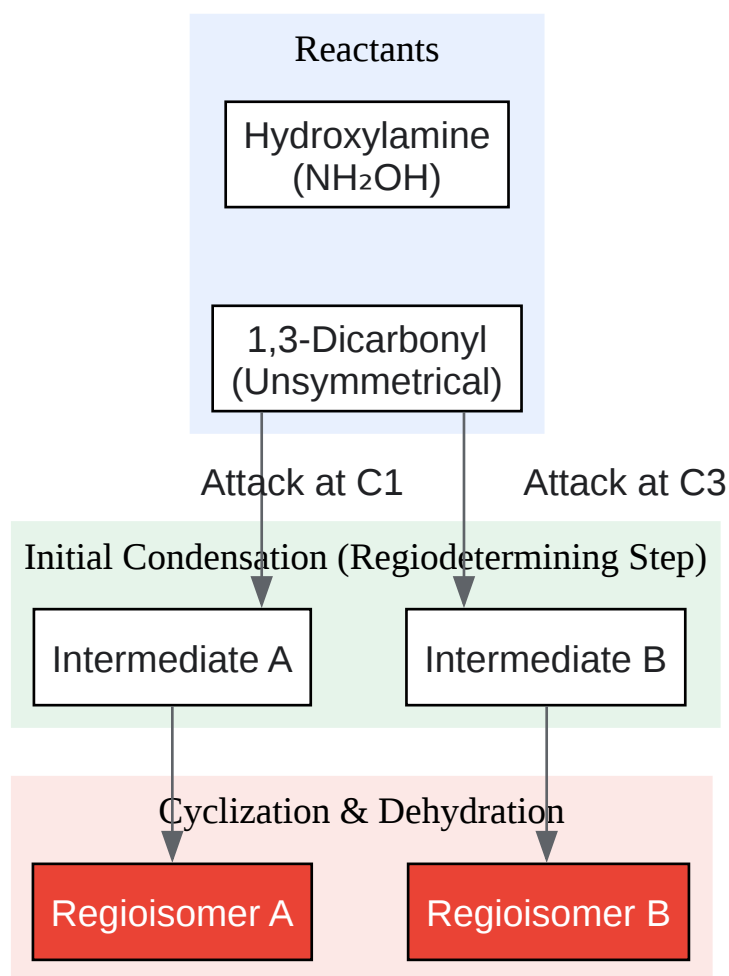 Reactants
Hydroxylamine
(NH₂OH)
1,3-Dicarbonyl
(Unsymmetrical)
Attack at C1
Attack at C3
Initial Condensation (Regiodetermining Step)
Intermediate A
Intermediate B
Cyclization & Dehydration
Regioisomer A
Regioisomer B